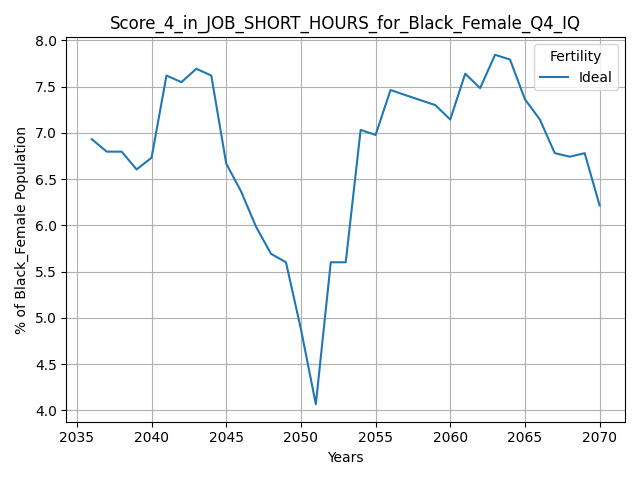 Score_4_in_JOB_SHORT_HOURS_for_Black_Female_Q4_IQ
Fertility
Ideal
% of Black_Female Population
8.0
7.5
7.0
6.5
6.0
5.5
5.0
4.5
4.0
2035 2040 2045 2050 2055 2060 2065 2070
Years